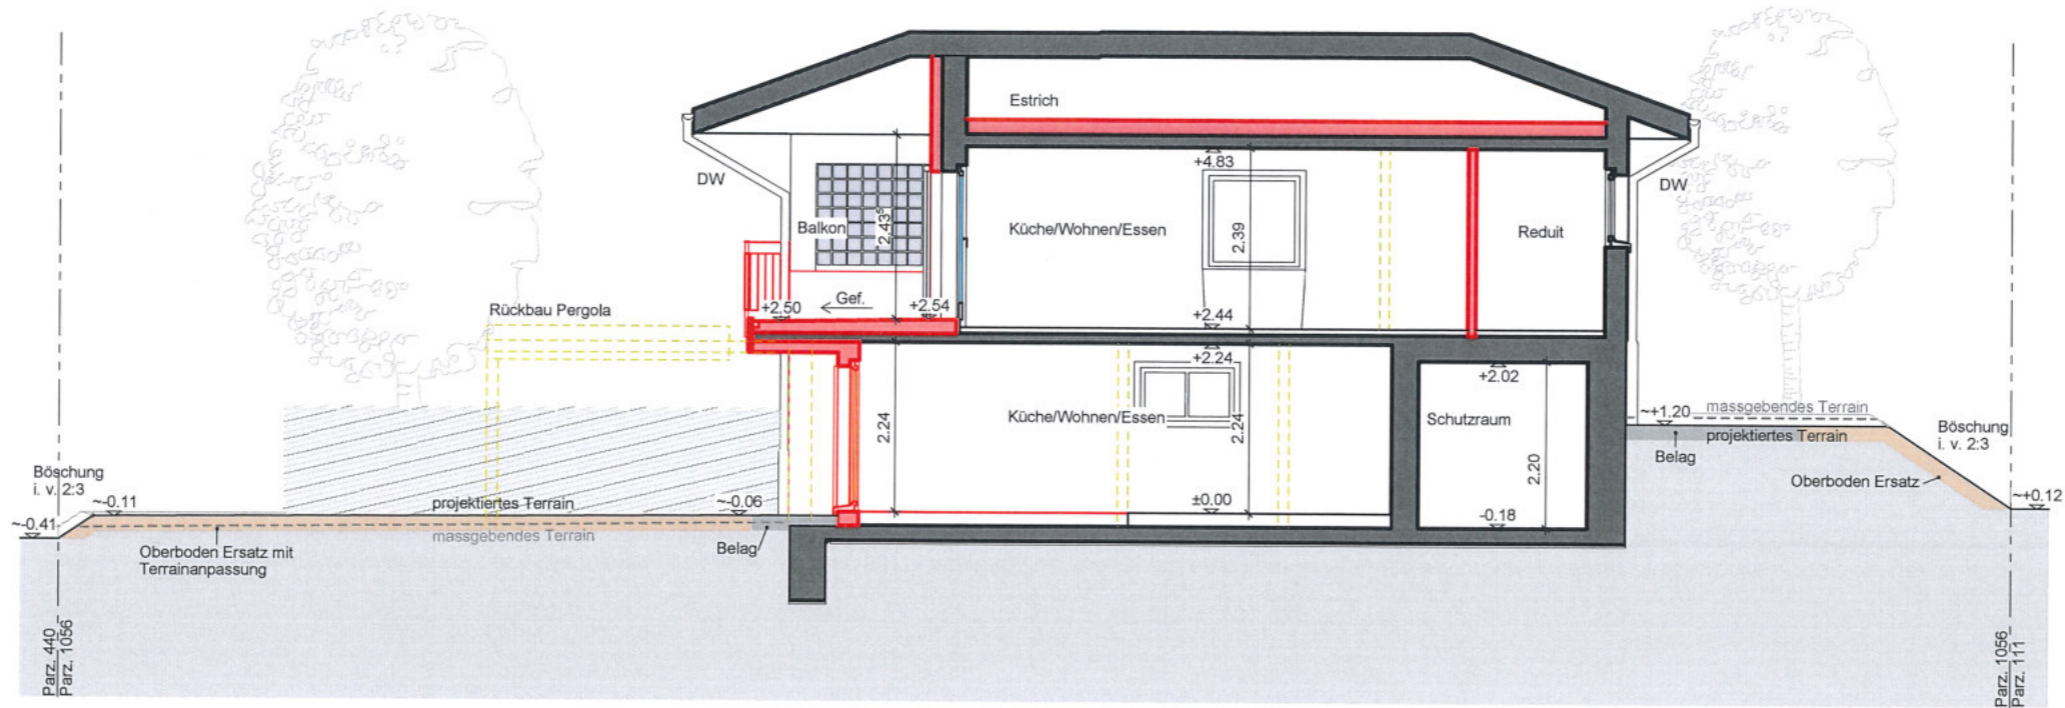 Estrich
+4.83
DW
DW
Balkon
2.43⁵
Küche/Wohnen/Essen
2.39
Reduit
Rückbau Pergola
+2.50
Gef.
+2.54
+2.44
+2.24
+2.02
~+1.20
massgebendes Terrain
projektiertes Terrain
Belag
Böschung
i. v. 2:3
Küche/Wohnen/Essen
2.24
2.24
Schutzraum
2.20
Oberboden Ersatz
Böschung
i. v. 2:3
~-0.11
~-0.41
projektiertes Terrain
massgebendes Terrain
~-0.06
±0.00
-0.18
~+0.12
Oberboden Ersatz mit
Terrainanpassung
Belag
Parz. 440
Parz. 1056
Parz. 1056
Parz. 111